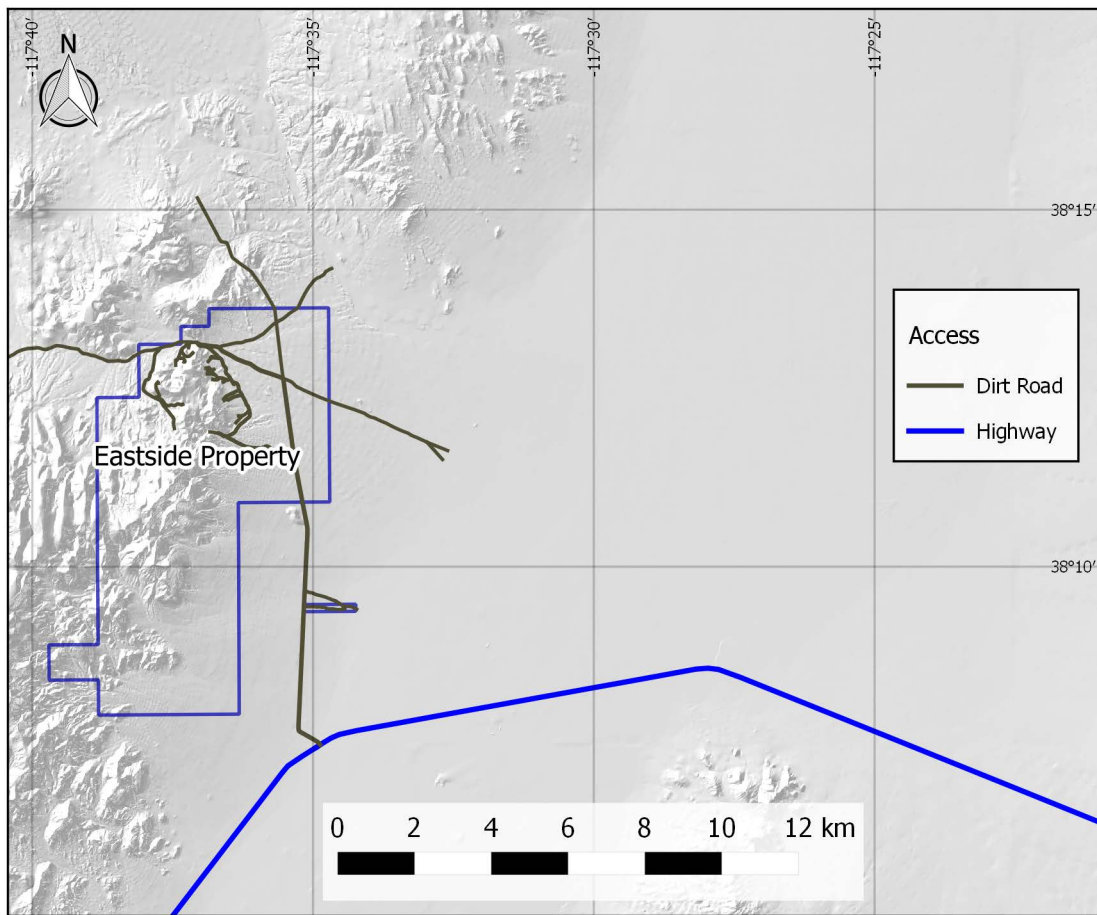 -117°40′
-117°35′
-117°30′
-117°25′
N
38°15′
Access
Dirt Road
Highway
Eastside Property
38°10′
0 2 4 6 8 10 12 km